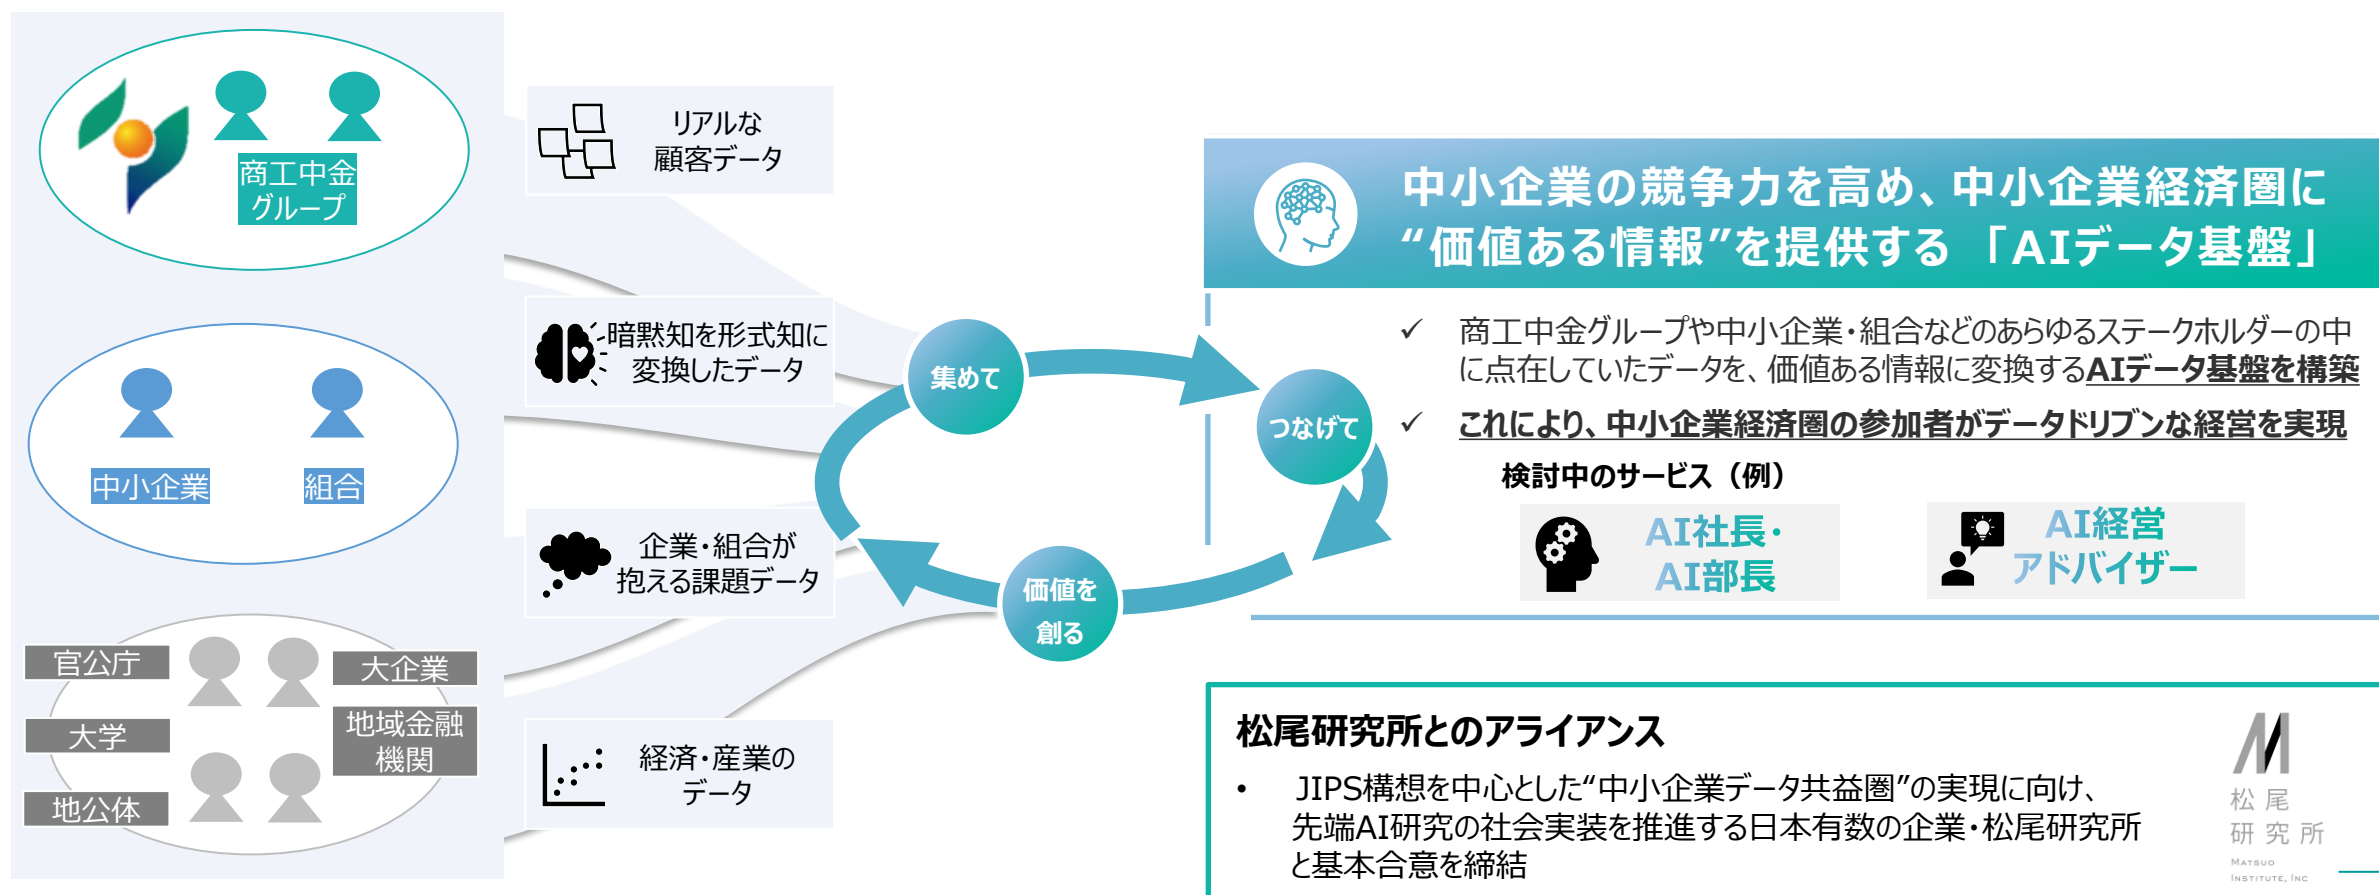 商工中金
グループ
中小企業
組合
官公庁
大企業
大学
地域金融
機関
地公体
リアルな
顧客データ
暗黙知を形式知に
変換したデータ
企業・組合が
抱える課題データ
経済・産業の
データ
集めて
つなげて
価値を
創る
中小企業の競争力を高め、中小企業経済圏に
“価値ある情報”を提供する 「AIデータ基盤」
✓ 商工中金グループや中小企業・組合などのあらゆるステークホルダーの中
に点在していたデータを、価値ある情報に変換するAIデータ基盤を構築
✓ これにより、中小企業経済圏の参加者がデータドリブンな経営を実現
検討中のサービス（例）
AI社長・
AI部長
AI経営
アドバイザー
松尾研究所とのアライアンス
• JIPS構想を中心とした“中小企業データ共益圏”の実現に向け、
先端AI研究の社会実装を推進する日本有数の企業・松尾研究所
と基本合意を締結
松尾
研究所
MATSUO
INSTITUTE, INC